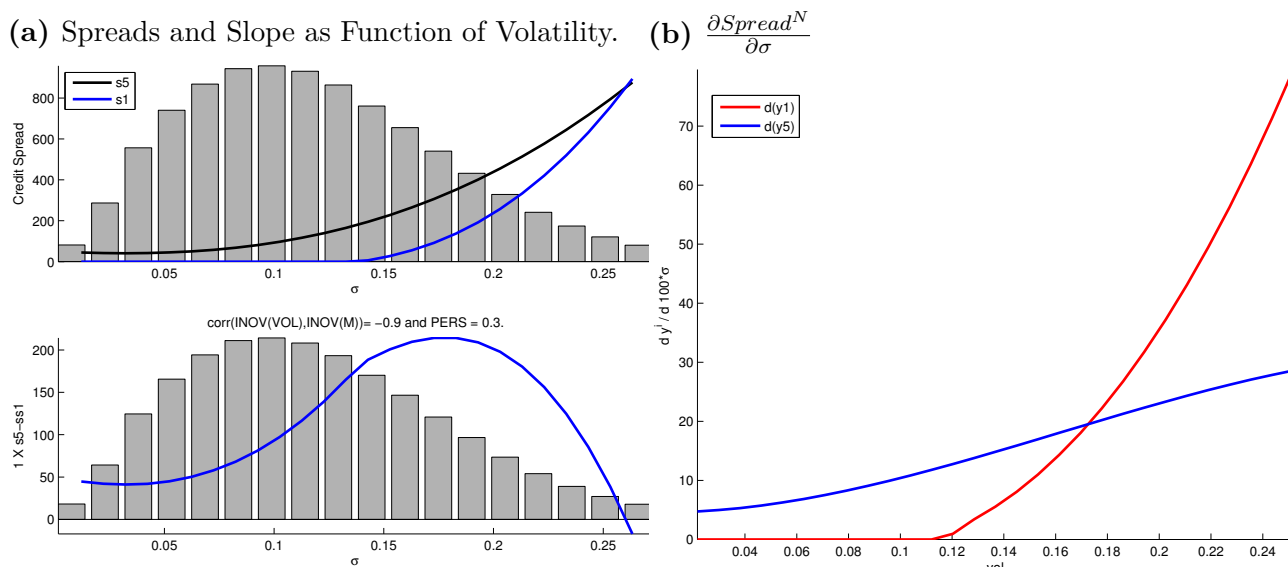 (a) Spreads and Slope as Function of Volatility.
s5
s1
Credit Spread
800
600
400
200
0
0.05 0.1 0.15 0.2 0.25
σ
corr(INOV(VOL),INOV(M))= −0.9 and PERS = 0.3.
1 X s5−ss1
200
150
100
50
0
0.05 0.1 0.15 0.2 0.25
σ
(b) ∂Spread^N / ∂σ
d(y1)
d(y5)
d y^i / d 100*σ
70
60
50
40
30
20
10
0
0.04 0.06 0.08 0.1 0.12 0.14 0.16 0.18 0.2 0.22 0.24